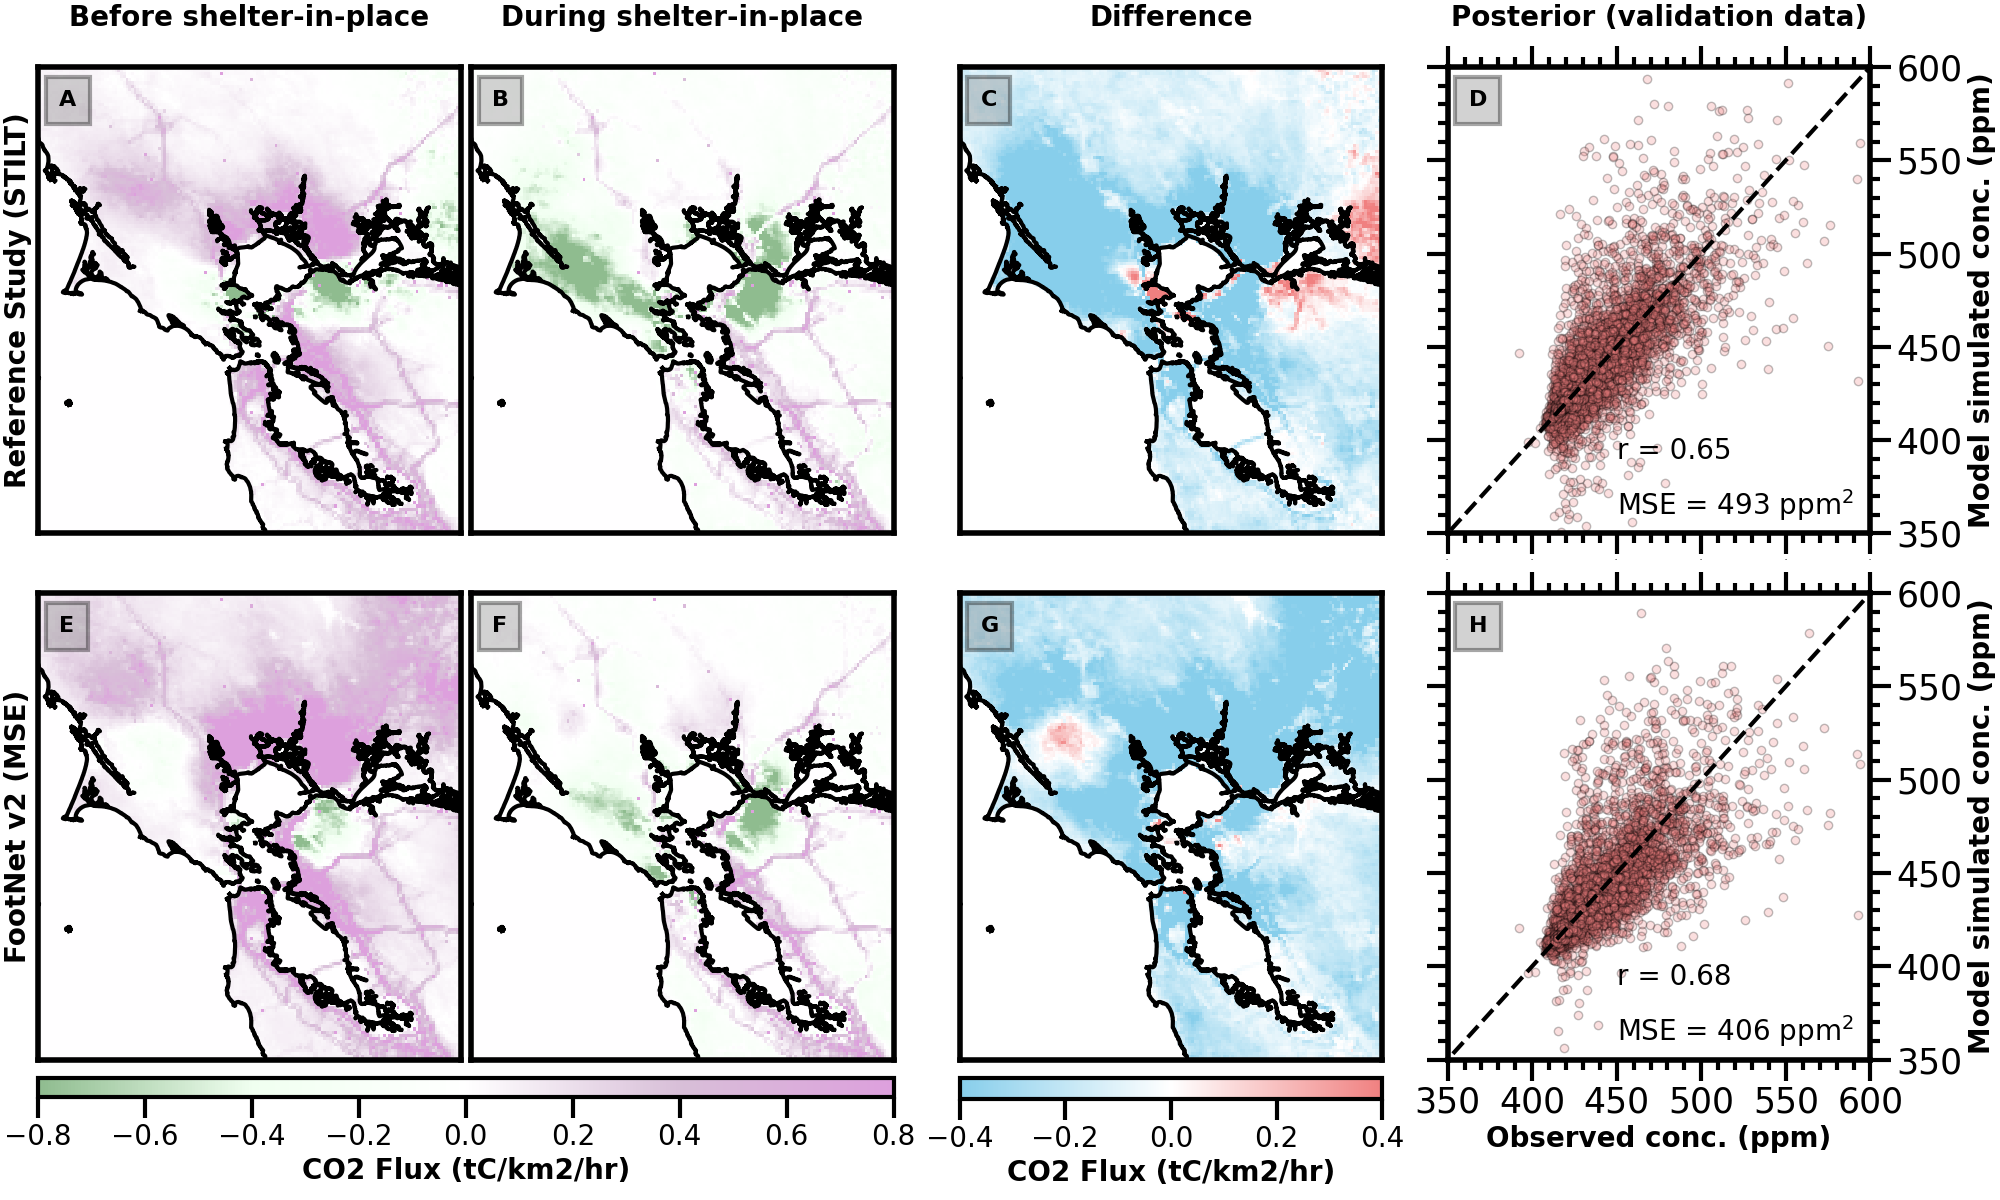 Before shelter-in-place
During shelter-in-place
Difference
Posterior (validation data)
Reference Study (STILT)
A
B
C
D
r = 0.65
MSE = 493 ppm²
600
550
500
450
400
350
Model simulated conc. (ppm)
FootNet v2 (MSE)
E
F
G
H
r = 0.68
MSE = 406 ppm²
600
550
500
450
400
350
Model simulated conc. (ppm)
−0.8 −0.6 −0.4 −0.2 0.0 0.2 0.4 0.6 0.8
CO2 Flux (tC/km2/hr)
−0.4 −0.2 0.0 0.2 0.4
CO2 Flux (tC/km2/hr)
350 400 450 500 550 600
Observed conc. (ppm)